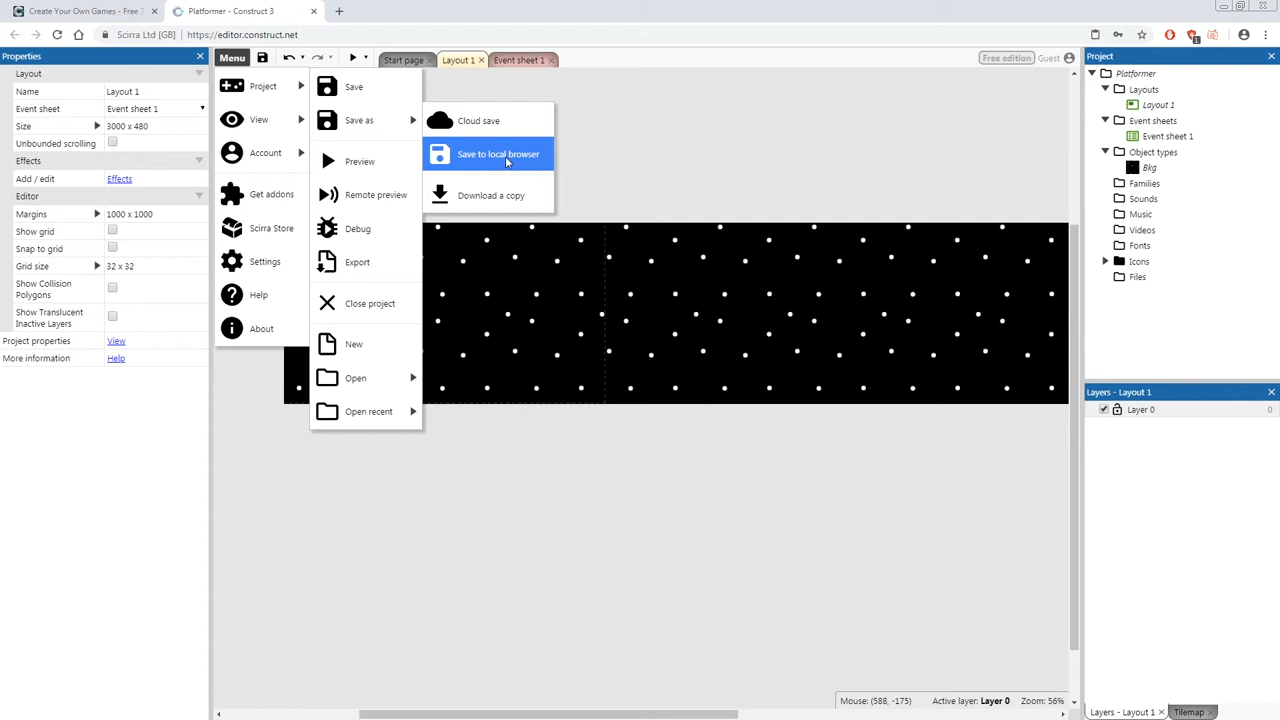 Create Your Own Games - Free T
Platformer - Construct 3
Scirra Ltd [GB]
https://editor.construct.net
Properties
Layout
Name
Layout 1
Event sheet
Event sheet 1
Size
3000 x 480
Unbounded scrolling
Effects
Add / edit
Effects
Editor
Margins
1000 x 1000
Show grid
Snap to grid
Grid size
32 x 32
Show Collision
Polygons
Show Translucent
Inactive Layers
Project properties
View
More information
Help
Menu
Start page
Layout 1
Event sheet 1
Free edition
Guest
Project
View
Account
Get addons
Scirra Store
Settings
Help
About
Save
Save as
Preview
Remote preview
Debug
Export
Close project
New
Open
Open recent
Cloud save
Save to local browser
Download a copy
Project
Platformer
Layouts
Layout 1
Event sheets
Event sheet 1
Object types
Bkg
Families
Sounds
Music
Videos
Fonts
Icons
Files
Layers - Layout 1
Layer 0
0
Mouse: (588, -175)
Active layer: Layer 0
Zoom: 56%
Layers - Layout 1
Tilemap